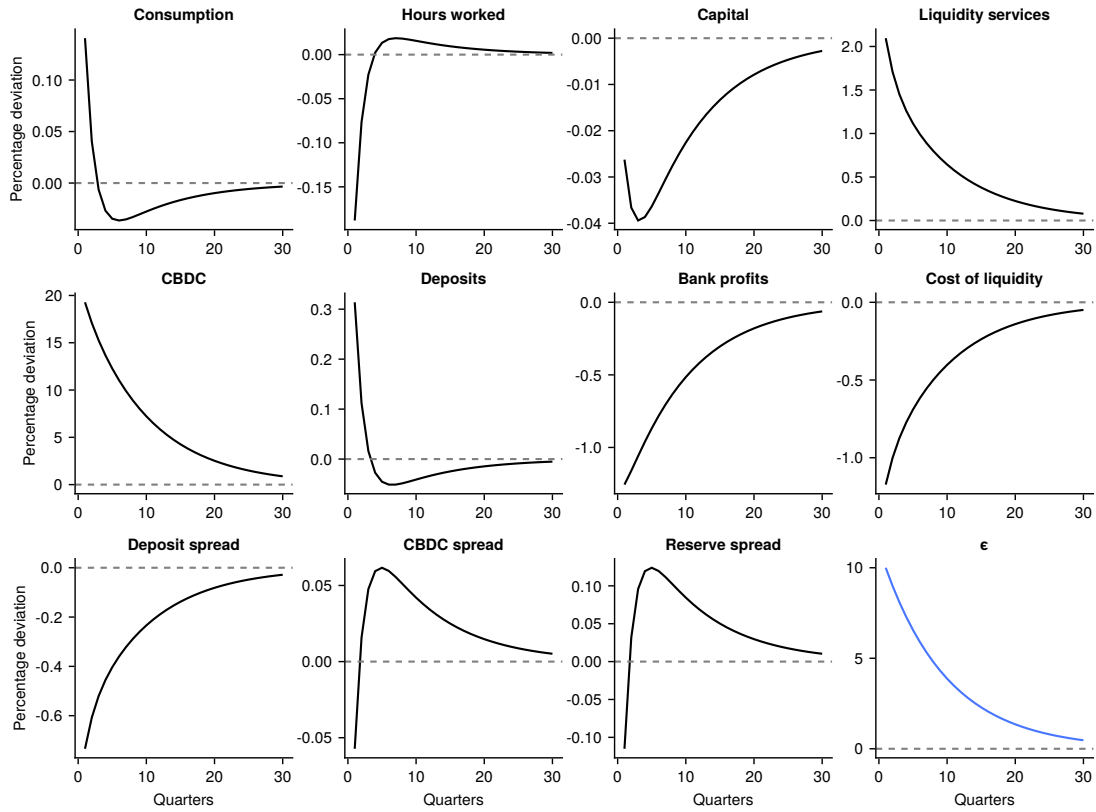 Consumption
Hours worked
Capital
Liquidity services
Percentage deviation
0.10
0.05
0.00
0 10 20 30
0.00
-0.05
-0.10
-0.15
0 10 20 30
0.00
-0.01
-0.02
-0.03
-0.04
0 10 20 30
2.0
1.5
1.0
0.5
0.0
0 10 20 30
CBDC
Deposits
Bank profits
Cost of liquidity
Percentage deviation
20
15
10
5
0
0 10 20 30
0.3
0.2
0.1
0.0
0 10 20 30
0.0
-0.5
-1.0
0 10 20 30
0.0
-0.5
-1.0
0 10 20 30
Deposit spread
CBDC spread
Reserve spread
ϵ
Percentage deviation
0.0
-0.2
-0.4
-0.6
0 10 20 30
Quarters
0.05
0.00
-0.05
0 10 20 30
Quarters
0.10
0.05
0.00
-0.05
-0.10
0 10 20 30
Quarters
10
5
0
0 10 20 30
Quarters